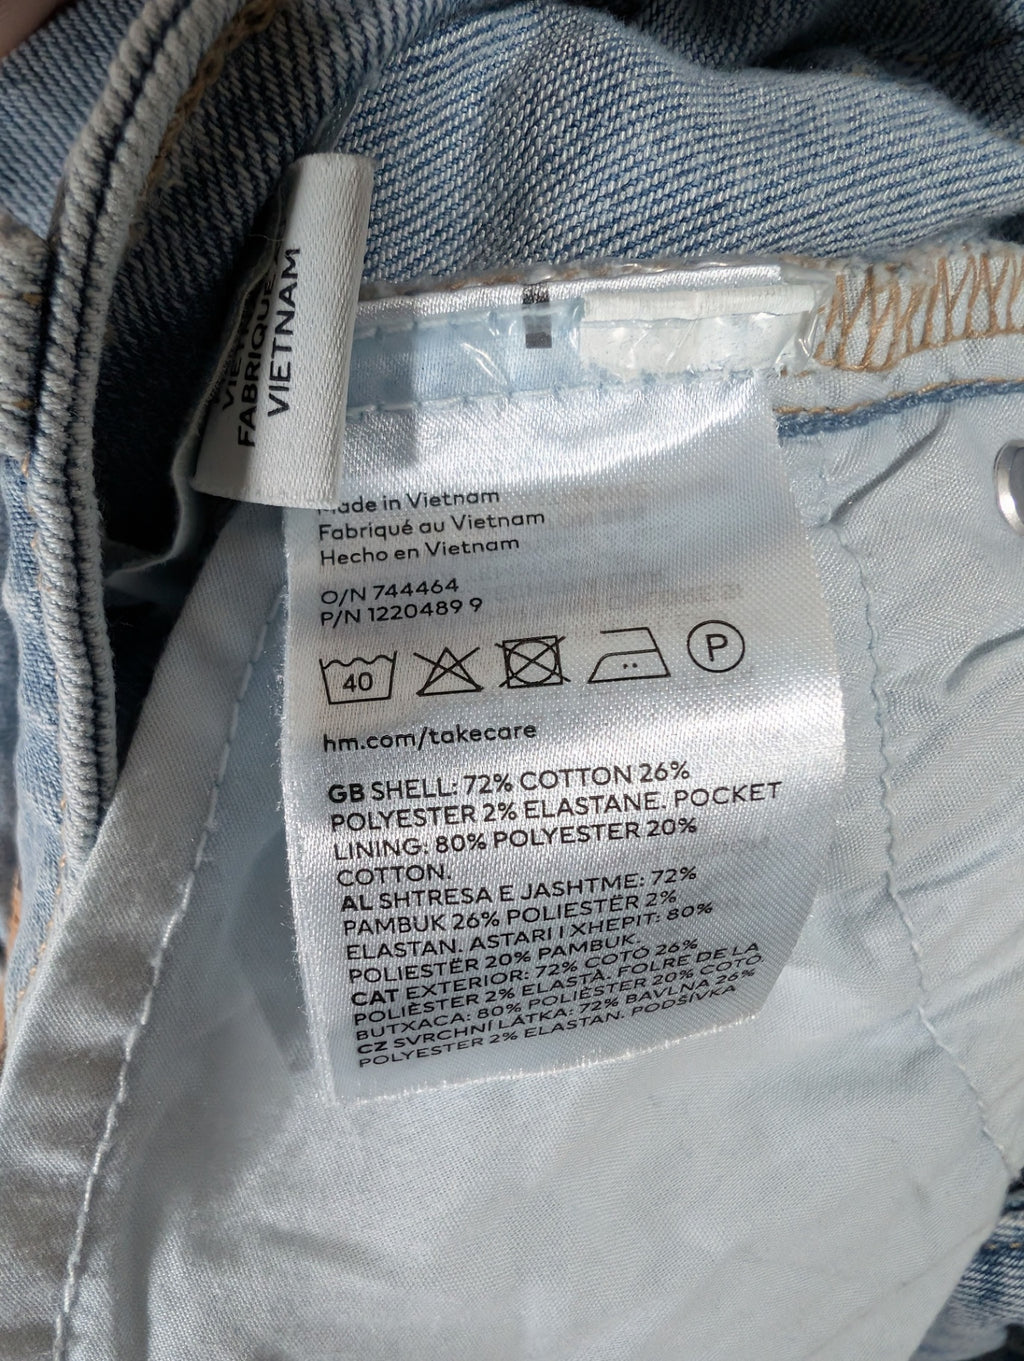 FABRIQUÉ A
VIETNAM
Made in Vietnam
Fabriqué au Vietnam
Hecho en Vietnam
O/N 744464
P/N 1220489 9
40
P
hm.com/takecare
GB SHELL: 72% COTTON 26%
POLYESTER 2% ELASTANE. POCKET
LINING: 80% POLYESTER 20%
COTTON.
AL SHTRESA E JASHTME: 72%
PAMBUK 26% POLIESTËR 2%
ELASTAN. ASTARI I XHEPIT: 80%
POLIESTËR 20% PAMBUK.
CAT EXTERIOR: 72% COTÓ 26%
POLIÈSTER 2% ELASTÀ. FOLRE DE LA
BUTXACA: 80% POLIÈSTER 20% COTÓ.
CZ SVRCHNÍ LÁTKA: 72% BAVLNA 26%
POLYESTER 2% ELASTAN. PODŠÍVKA